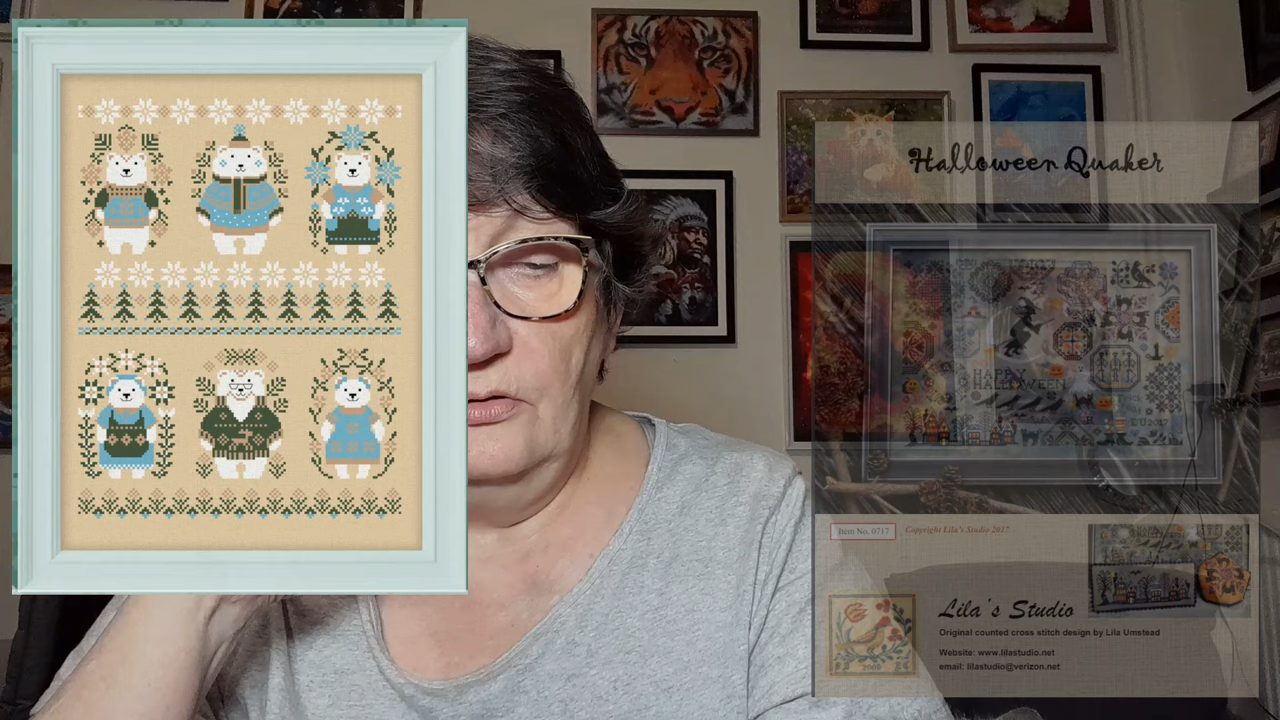 Halloween Quaker
HAPPY
HALLOWEEN
Item No. 0717
Copyright Lila's Studio 2017
Lila's Studio
Original counted cross stitch design by Lila Umstead
Website: www.lilastudio.net
email: lilastudio@verizon.net